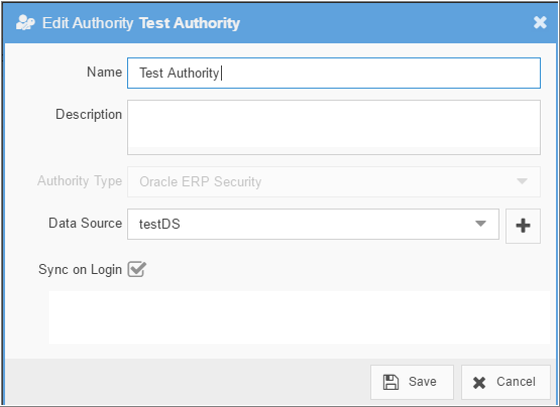 Edit Authority Test Authority
Name Test Authority
Description
Authority Type Oracle ERP Security
Data Source testDS
Sync on Login
Save Cancel